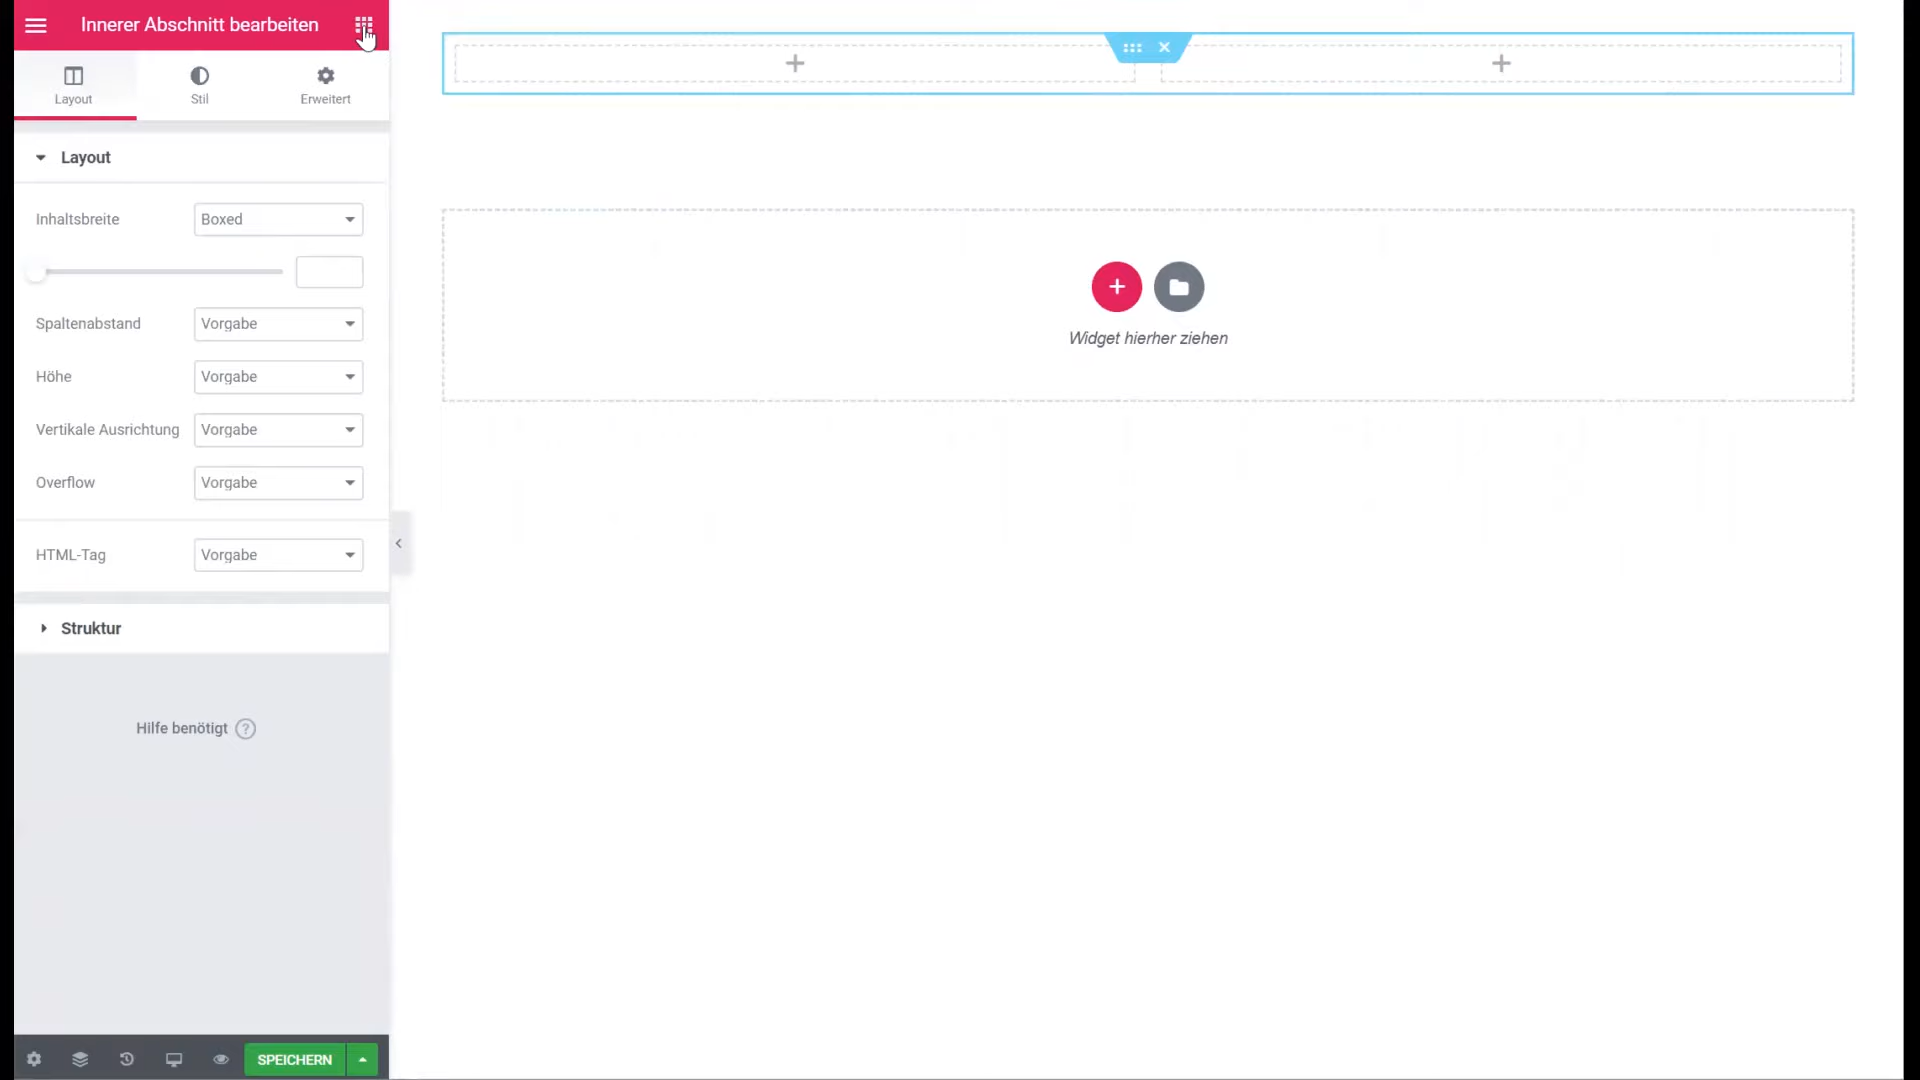 Innerer Abschnitt bearbeiten
Layout
Stil
Erweitert
Layout
Inhaltsbreite
Boxed
Spaltenabstand
Vorgabe
Höhe
Vorgabe
Vertikale Ausrichtung
Vorgabe
Overflow
Vorgabe
HTML-Tag
Vorgabe
Struktur
Hilfe benötigt ?
SPEICHERN
Widget hierher ziehen